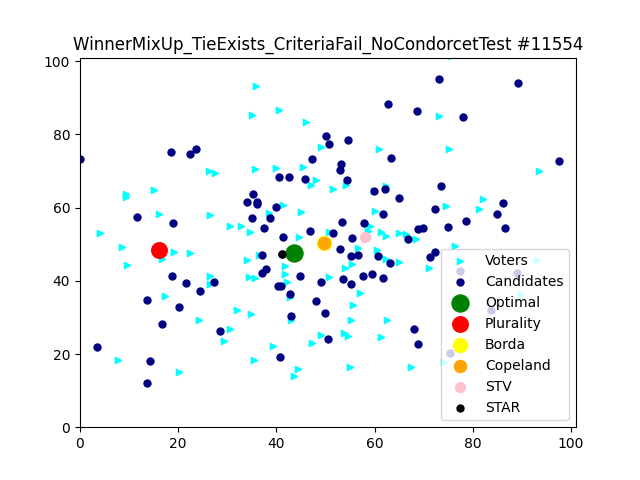 WinnerMixUp_TieExists_CriteriaFail_NoCondorcetTest #11554
100
80
60
40
20
0
0
20
40
60
80
100
Voters
Candidates
Optimal
Plurality
Borda
Copeland
STV
STAR